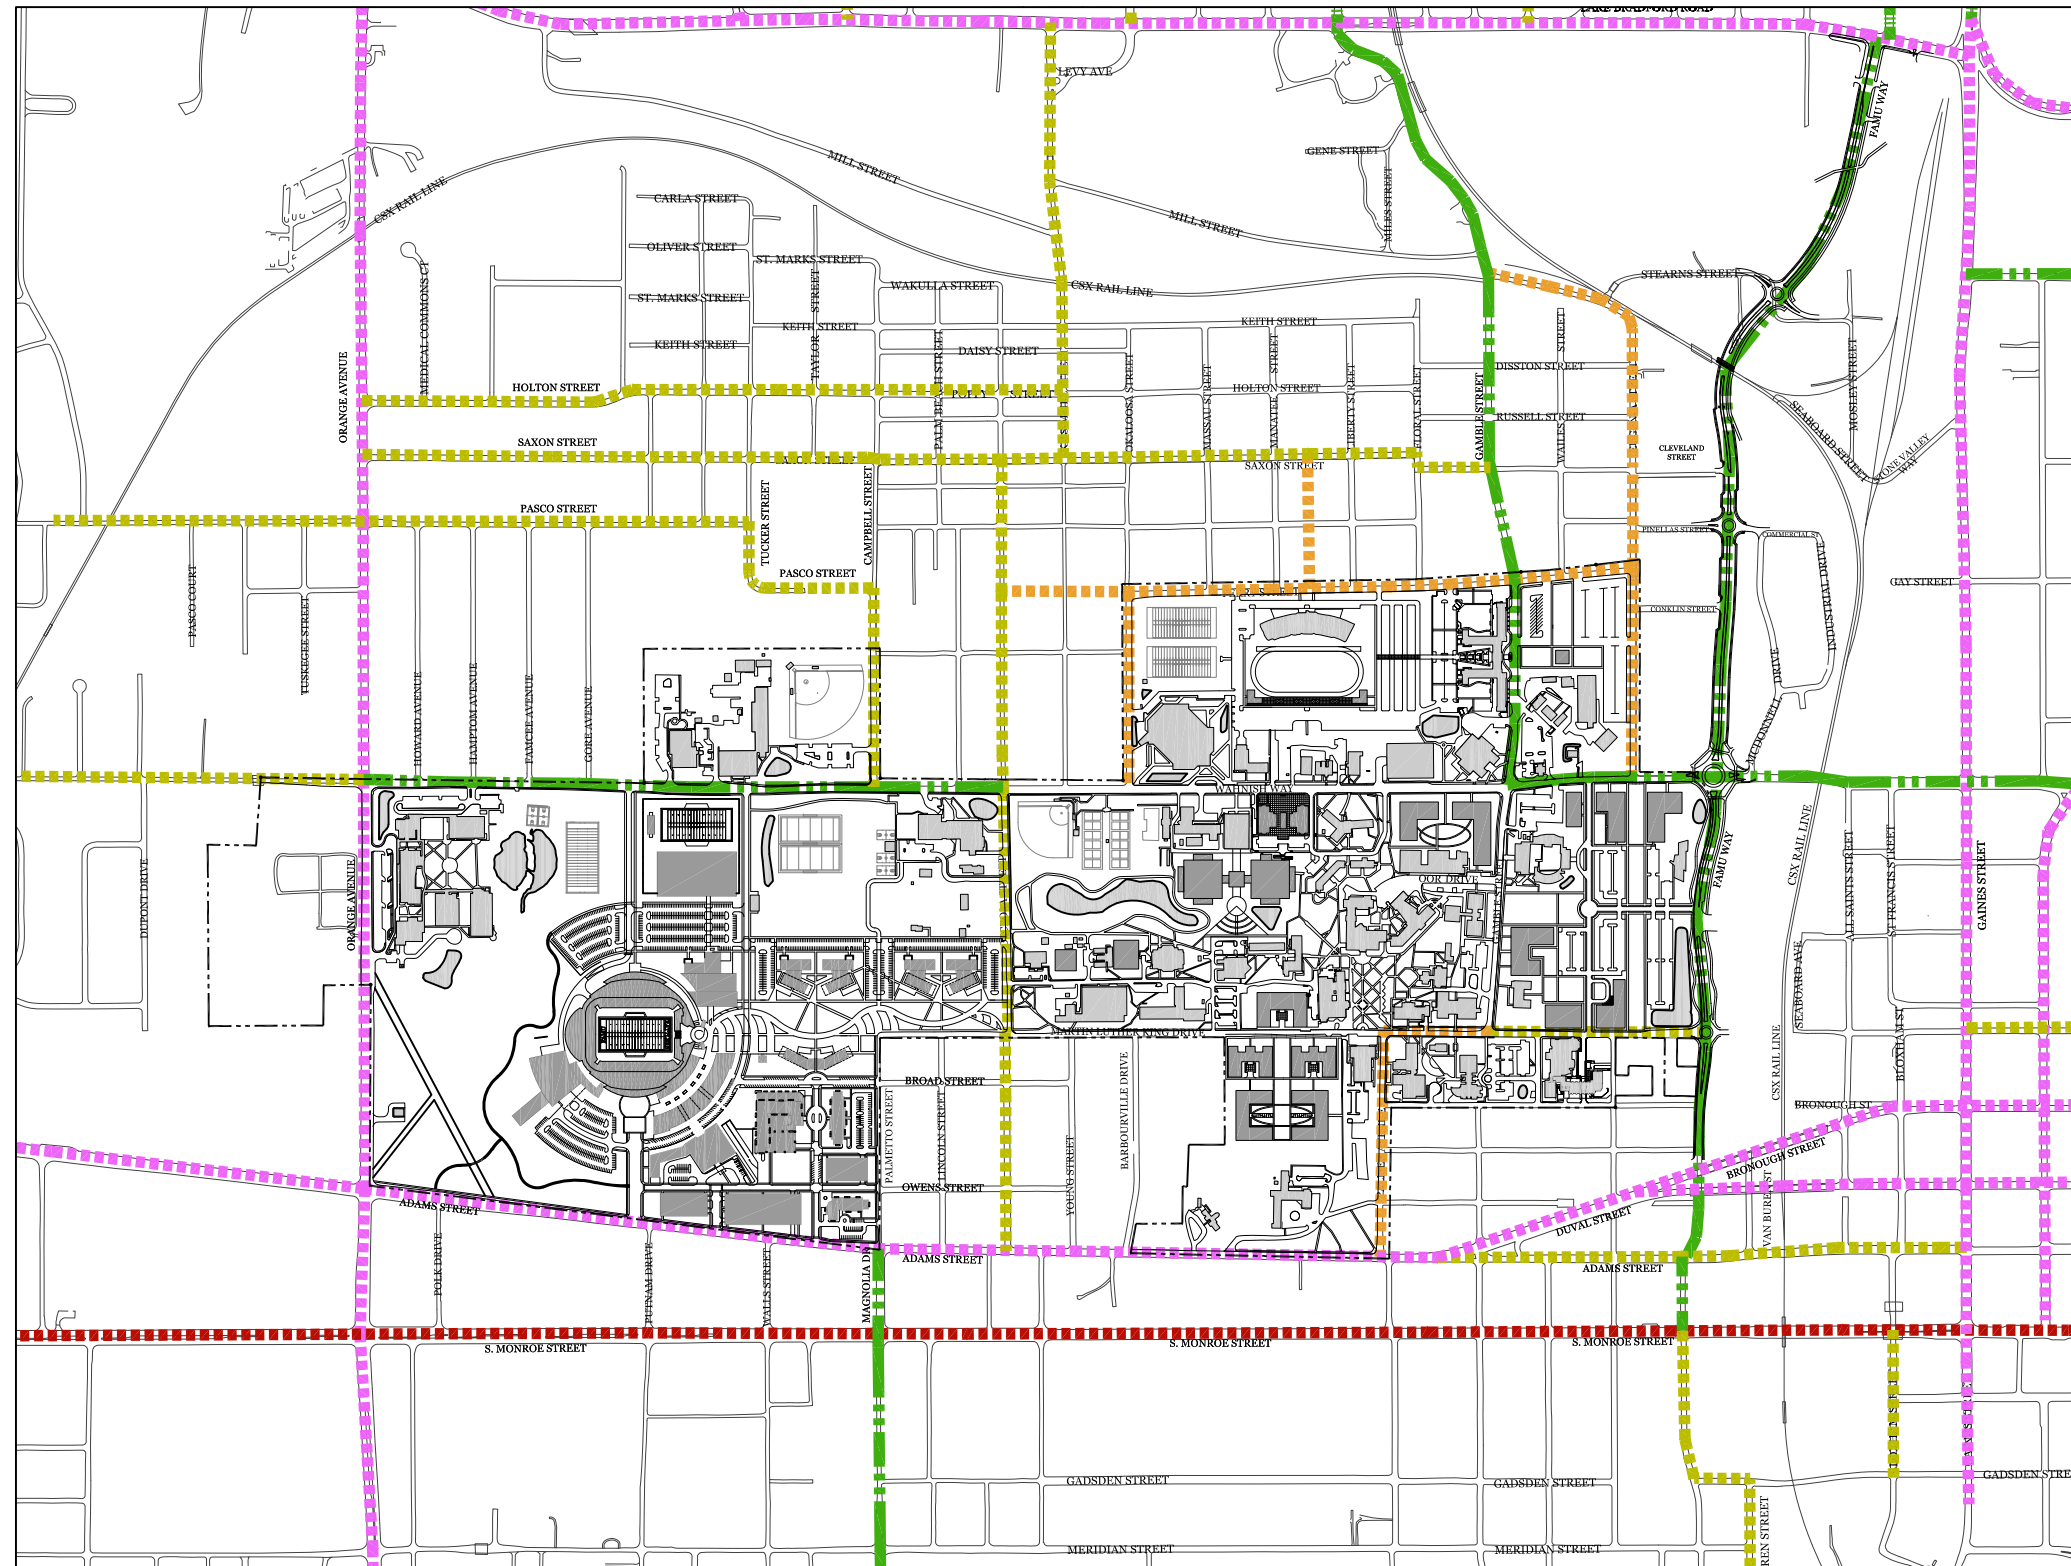 LAKE BRADFORD ROAD
LEVY AVE
FAMU WAY
GENE STREET
MILL STREET
CSX RAIL LINE
CARLA STREET
MILES STREET
MILL STREET
OLIVER STREET
ST. MARKS STREET
STEARNS STREET
MEDICAL COMMONS CT
WAKULLA STREET
CSX RAIL LINE
ST. MARKS STREET
TAYLOR STREET
KEITH STREET
KEITH STREET
KEITH STREET
DAISY STREET
DISSTON STREET
STREET
ORANGE AVENUE
HOLTON STREET
HOLTON STREET
PALM BEACH STREET
OKALOOSA STREET
MASSAU STREET
MANATEE STREET
LIBERTY STREET
FLORAL STREET
GAMBLE STREET
RUSSELL STREET
WAILES
MOSLEY STREET
SEABOARD STREET
SAXON STREET
SAXON STREET
CLEVELAND
STREET
STONE VALLEY
WAY
PASCO STREET
TUCKER STREET
CAMPBELL STREET
PINELLAS STREET
COMMERCIAL ST
PASCO STREET
GAY STREET
PASCO COURT
TUSKEGEE STREET
CONKLIN STREET
INDUSTRIAL DRIVE
HOWARD AVENUE
HAMPTON AVENUE
FAMCEE AVENUE
GORE AVENUE
MCDONNELL DRIVE
WAHNISH WAY
DUPONT DRIVE
ORANGE AVENUE
OOR DRIVE
GAMBLE STR
FAMU WAY
CSX RAIL LINE
ALL SAINTS STREET
ST FRANCIS STREET
GAINES STREET
SEABOARD AVE
MARTIN LUTHER KING DRIVE
CSX RAIL LINE
BLOXHAM ST
BROAD STREET
PALMETTO STREET
LINCOLN STREET
BARBOURVILLE DRIVE
YOUNG STREET
BRONOUGH ST
BRONOUGH STREET
OWENS STREET
ADAMS STREET
DUVAL STREET
VAN BUREN ST
ADAMS STREET
ADAMS STREET
POLK DRIVE
PUTNAM DRIVE
WALLS STREET
MAGNOLIA DR
S. MONROE STREET
S. MONROE STREET
S. MONROE STREET
GADSDEN STREET
GADSDEN STREET
GADSDEN STRE
REN STREET
MERIDIAN STREET
MERIDIAN STREET